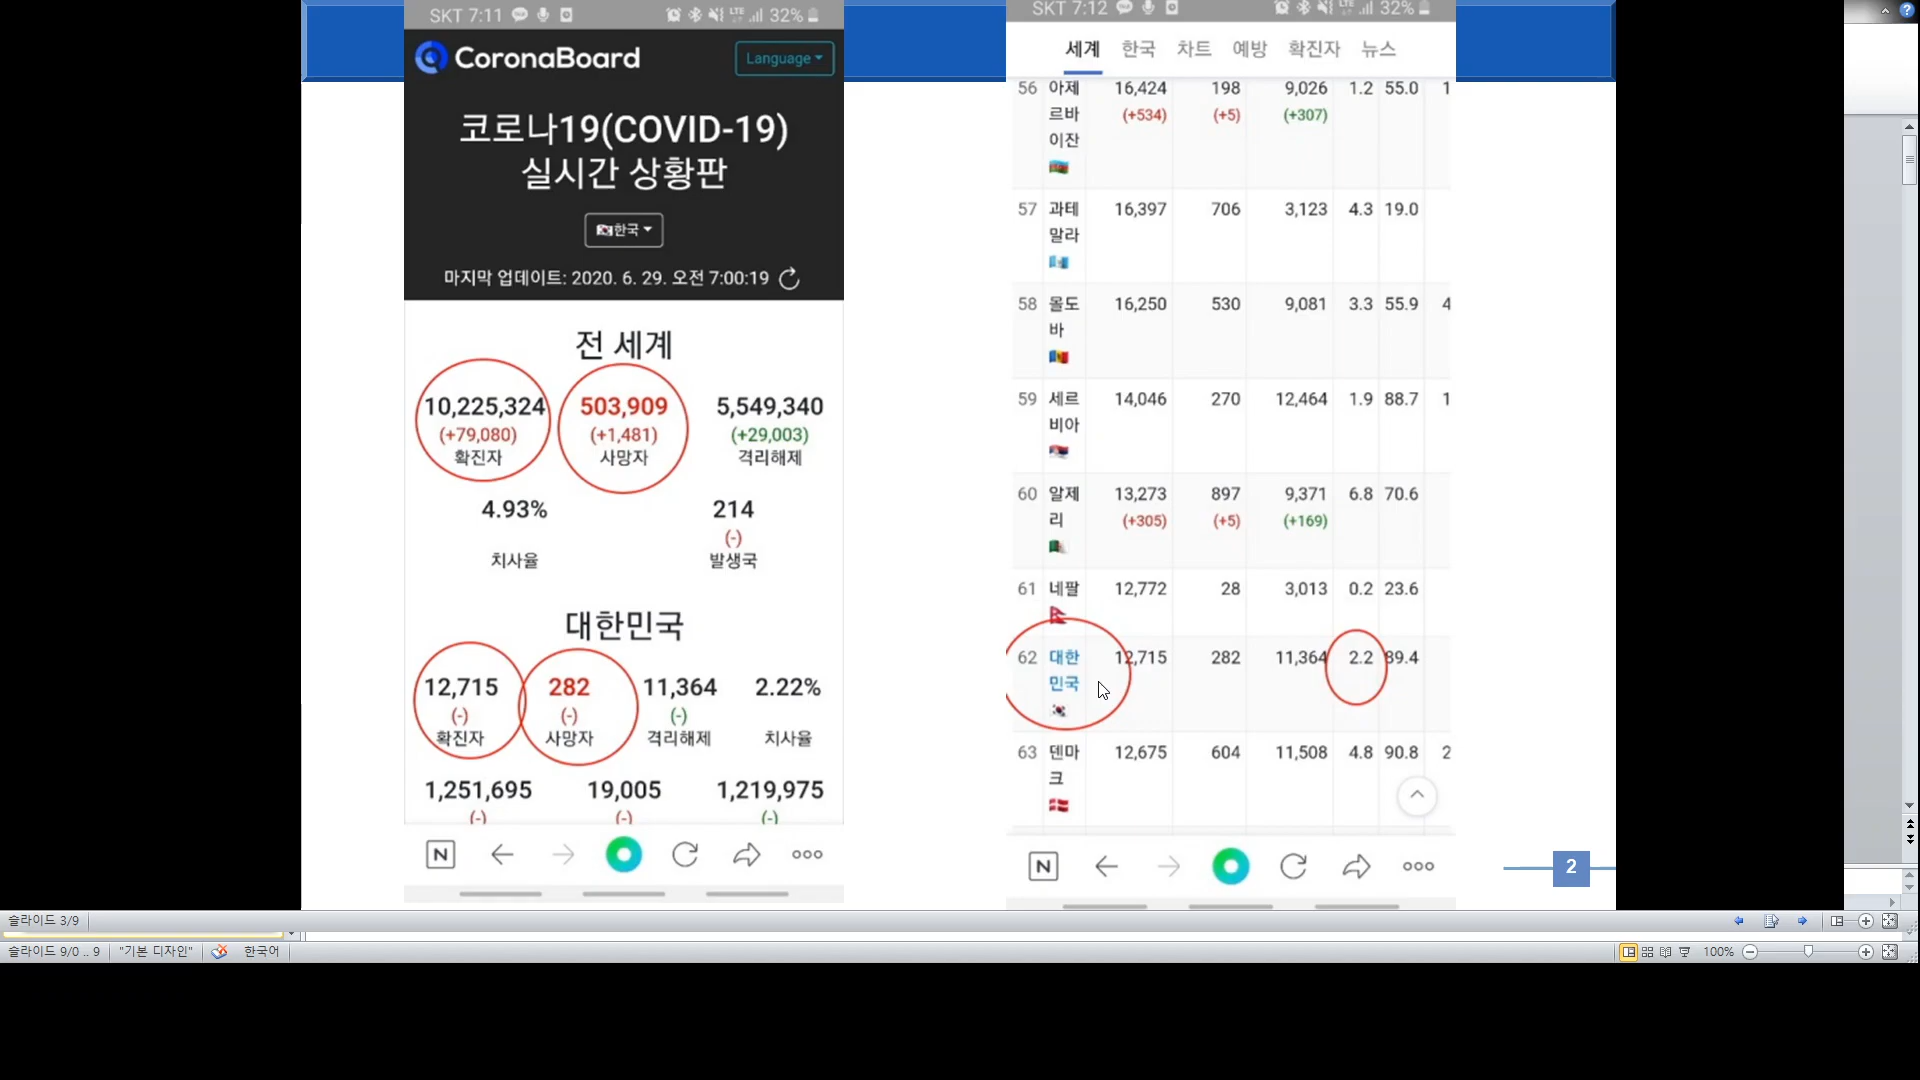 SKT 7:11
32%
CoronaBoard
Language
코로나19(COVID-19)
실시간 상황판
한국
마지막 업데이트: 2020. 6. 29. 오전 7:00:19
전 세계
10,225,324 503,909 5,549,340
(+79,080) (+1,481) (+29,003)
확진자 사망자 격리해제
4.93% 214
(-)
치사율 발생국
대한민국
12,715 282 11,364 2.22%
(-) (-) (-)
확진자 사망자 격리해제 치사율
1,251,695 19,005 1,219,975
(-) (-) (-)
N
SKT 7:12
LTE
32%
세계 한국 차트 예방 확진자 뉴스
56 아제 16,424 198 9,026 1.2 55.0 1
르바 (+534) (+5) (+307)
이잔
57 과테 16,397 706 3,123 4.3 19.0
말라
58 몰도 16,250 530 9,081 3.3 55.9 4
바
59 세르 14,046 270 12,464 1.9 88.7 1
비아
60 알제 13,273 897 9,371 6.8 70.6
리 (+305) (+5) (+169)
61 네팔 12,772 28 3,013 0.2 23.6
62 대한 12,715 282 11,364 2.2 89.4
민국
63 덴마 12,675 604 11,508 4.8 90.8 2
크
N
2
슬라이드 3/9
슬라이드 9/0 .. 9 "기본 디자인" 한국어 100%